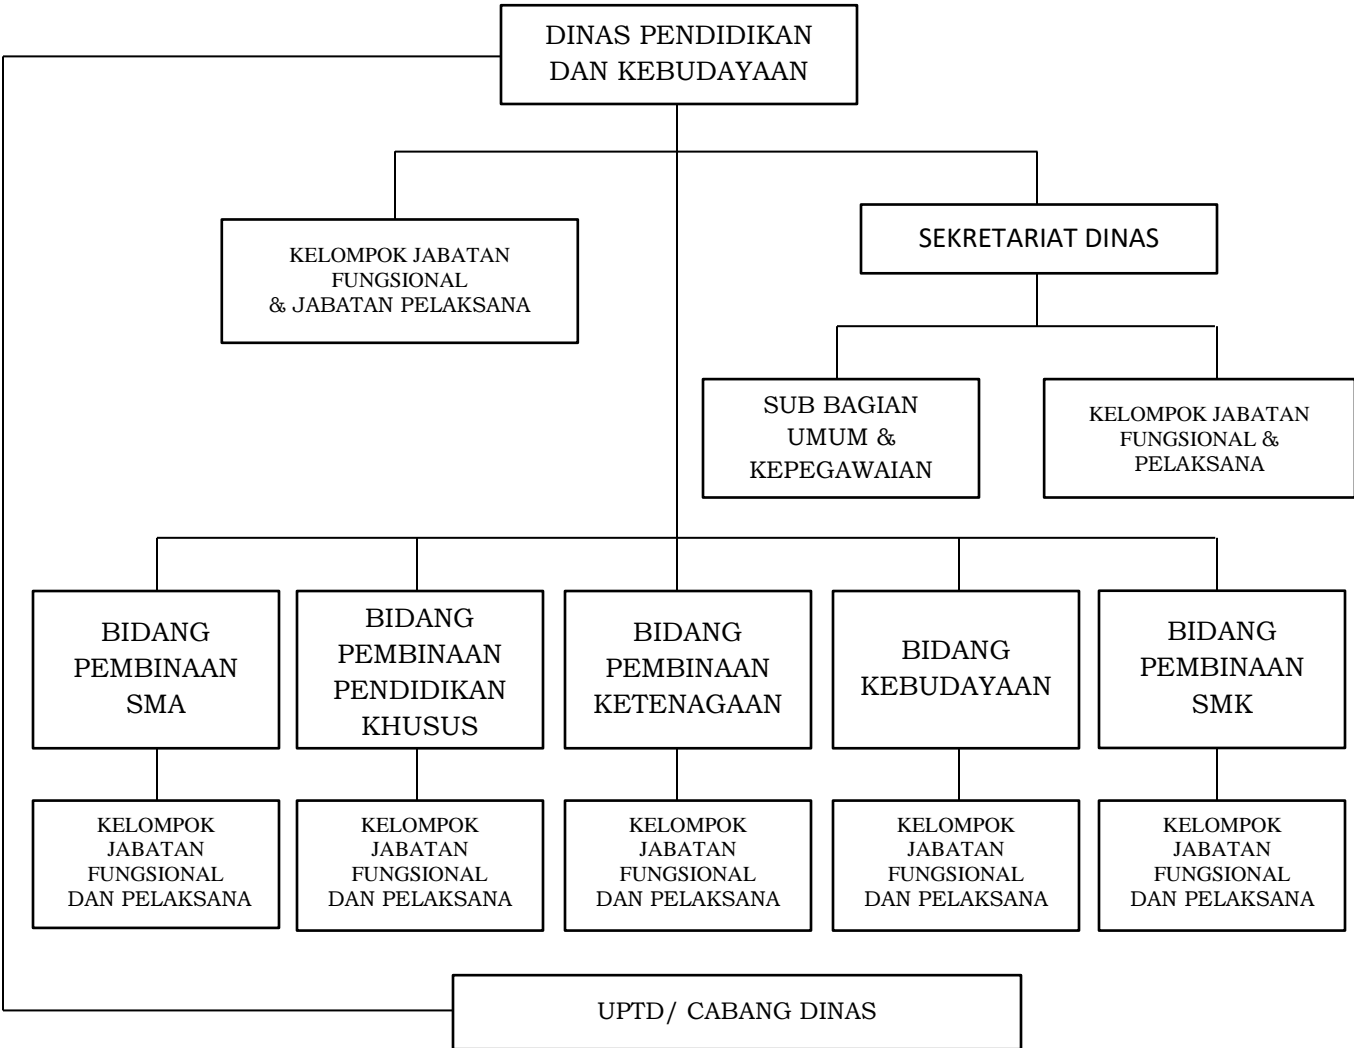 DINAS PENDIDIKAN
DAN KEBUDAYAAN
KELOMPOK JABATAN
FUNGSIONAL
& JABATAN PELAKSANA
SEKRETARIAT DINAS
SUB BAGIAN
UMUM &
KEPEGAWAIAN
KELOMPOK JABATAN
FUNGSIONAL &
PELAKSANA
BIDANG
PEMBINAAN
SMA
BIDANG
PEMBINAAN
PENDIDIKAN
KHUSUS
BIDANG
PEMBINAAN
KETENAGAAN
BIDANG
KEBUDAYAAN
BIDANG
PEMBINAAN
SMK
KELOMPOK
JABATAN
FUNGSIONAL
DAN PELAKSANA
KELOMPOK
JABATAN
FUNGSIONAL
DAN PELAKSANA
KELOMPOK
JABATAN
FUNGSIONAL
DAN PELAKSANA
KELOMPOK
JABATAN
FUNGSIONAL
DAN PELAKSANA
KELOMPOK
JABATAN
FUNGSIONAL
DAN PELAKSANA
UPTD/ CABANG DINAS